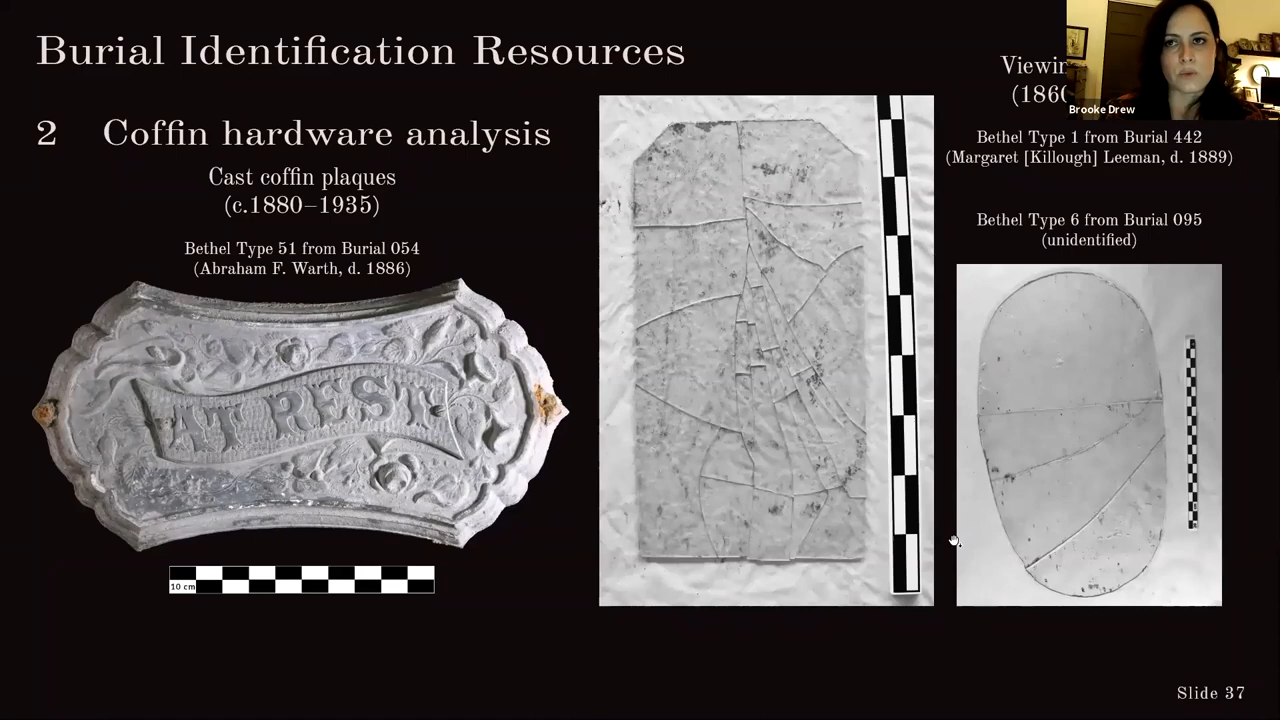 Burial Identification Resources
2 Coffin hardware analysis
Cast coffin plaques
(c.1880–1935)
Bethel Type 51 from Burial 054
(Abraham F. Warth, d. 1886)
AT REST
10 cm
Brooke Drew
Bethel Type 1 from Burial 442
(Margaret [Killough] Leeman, d. 1889)
Bethel Type 6 from Burial 095
(unidentified)
Slide 37